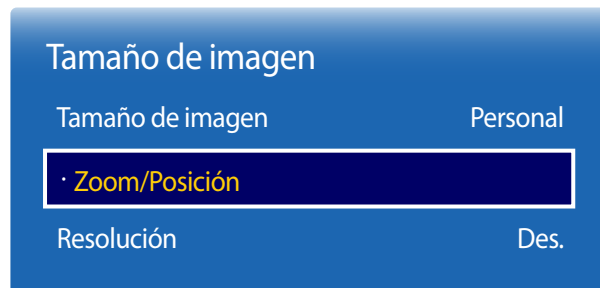 Tamaño de imagen
Tamaño de imagen Personal
· Zoom/Posición
Resolución Des.